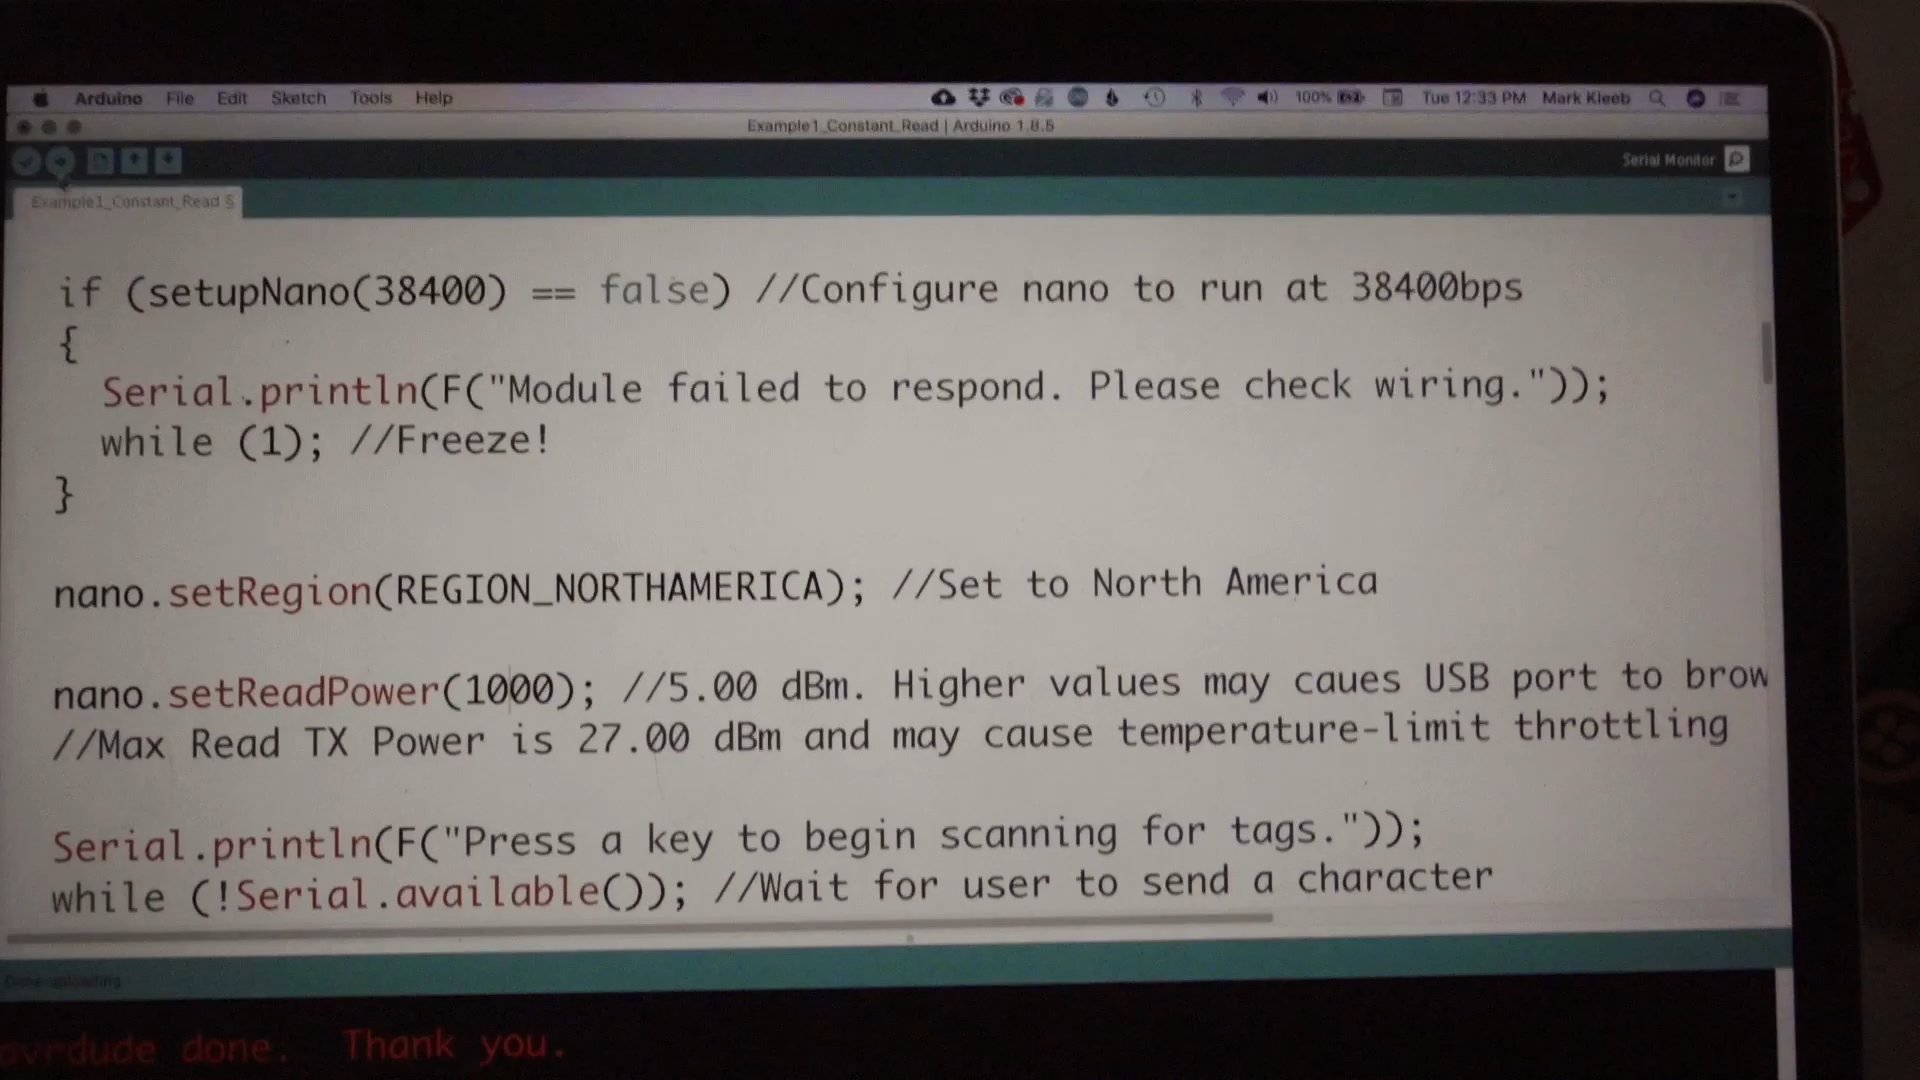 Arduino File Edit Sketch Tools Help 100% Tue 12:33 PM Mark Kleeb
Example1_Constant_Read | Arduino 1.8.5
Serial Monitor
Example1_Constant_Read §
if (setupNano(38400) == false) //Configure nano to run at 38400bps
{
Serial.println(F("Module failed to respond. Please check wiring."));
while (1); //Freeze!
}
nano.setRegion(REGION_NORTHAMERICA); //Set to North America
nano.setReadPower(1000); //5.00 dBm. Higher values may caues USB port to brow
//Max Read TX Power is 27.00 dBm and may cause temperature-limit throttling
Serial.println(F("Press a key to begin scanning for tags."));
while (!Serial.available()); //Wait for user to send a character
Done uploading.
avrdude done. Thank you.